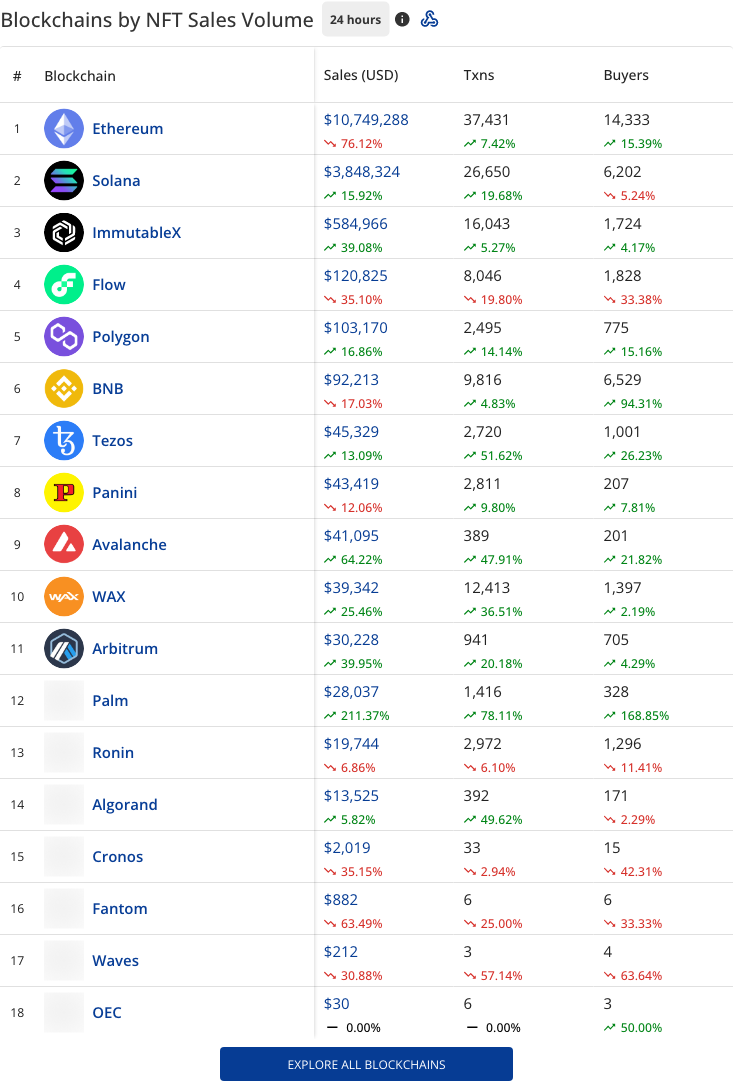 Blockchains by NFT Sales Volume 24 hours
# Blockchain Sales (USD) Txns Buyers
1 Ethereum $10,749,288 37,431 14,333
76.12% 7.42% 15.39%
2 Solana $3,848,324 26,650 6,202
15.92% 19.68% 5.24%
3 ImmutableX $584,966 16,043 1,724
39.08% 5.27% 4.17%
4 Flow $120,825 8,046 1,828
35.10% 19.80% 33.38%
5 Polygon $103,170 2,495 775
16.86% 14.14% 15.16%
6 BNB $92,213 9,816 6,529
17.03% 4.83% 94.31%
7 Tezos $45,329 2,720 1,001
13.09% 51.62% 26.23%
8 P Panini $43,419 2,811 207
12.06% 9.80% 7.81%
9 Avalanche $41,095 389 201
64.22% 47.91% 21.82%
10 WAX WAX $39,342 12,413 1,397
25.46% 36.51% 2.19%
11 Arbitrum $30,228 941 705
39.95% 20.18% 4.29%
12 Palm $28,037 1,416 328
211.37% 78.11% 168.85%
13 Ronin $19,744 2,972 1,296
6.86% 6.10% 11.41%
14 Algorand $13,525 392 171
5.82% 49.62% 2.29%
15 Cronos $2,019 33 15
35.15% 2.94% 42.31%
16 Fantom $882 6 6
63.49% 25.00% 33.33%
17 Waves $212 3 4
30.88% 57.14% 63.64%
18 OEC $30 6 3
0.00% 0.00% 50.00%
EXPLORE ALL BLOCKCHAINS